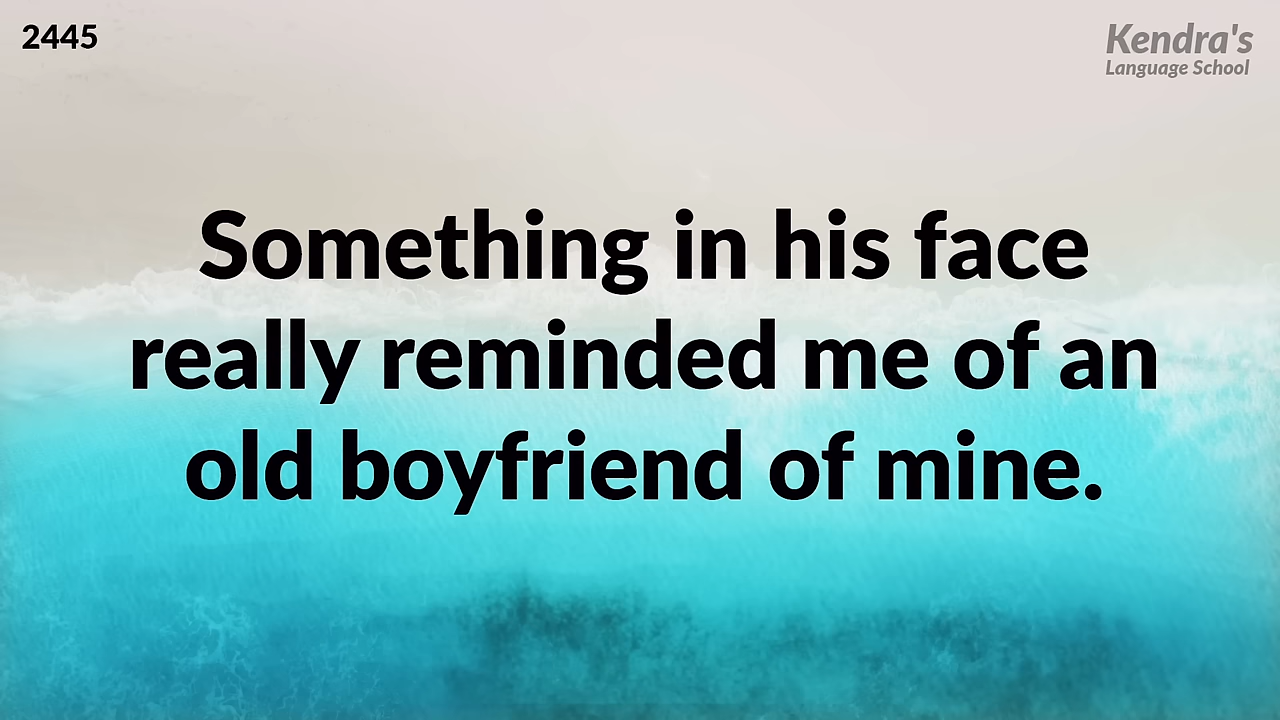 2445
Kendra's
Language School
Something in his face
really reminded me of an
old boyfriend of mine.